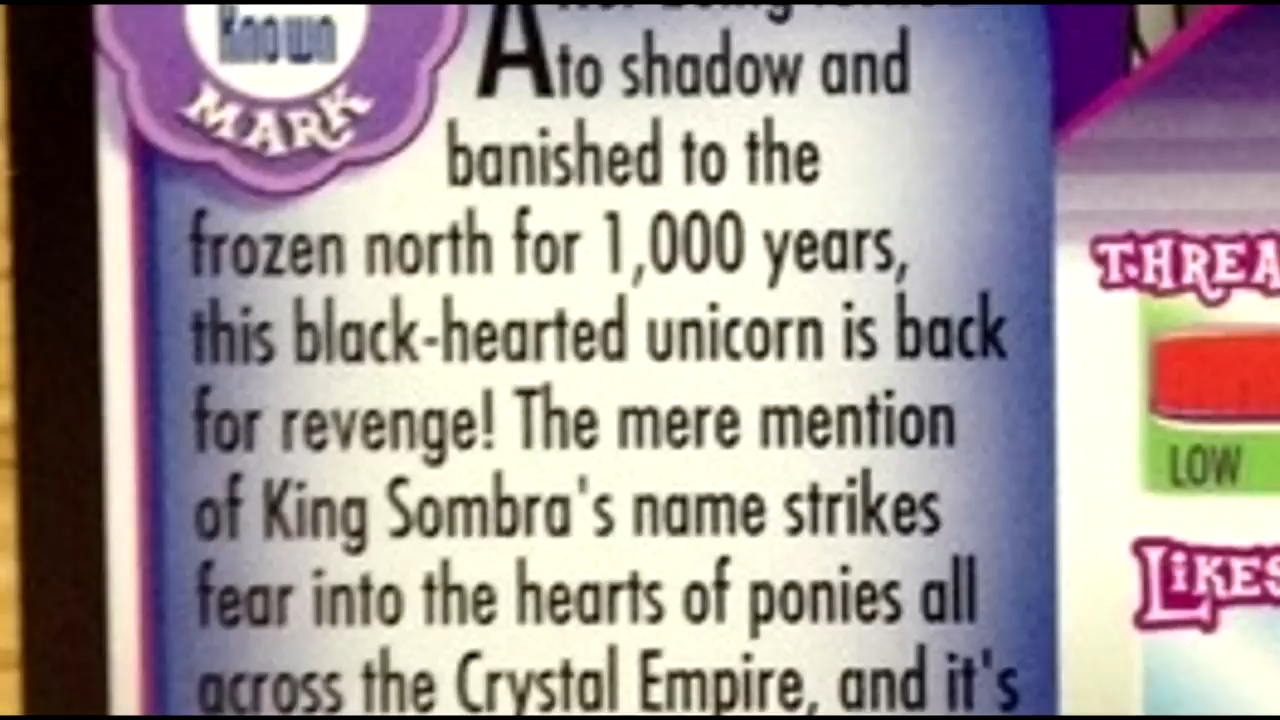 Known
MARK
to shadow and
banished to the
frozen north for 1,000 years,
this black-hearted unicorn is back
for revenge! The mere mention
of King Sombra's name strikes
fear into the hearts of ponies all
across the Crystal Empire, and it's
LOW